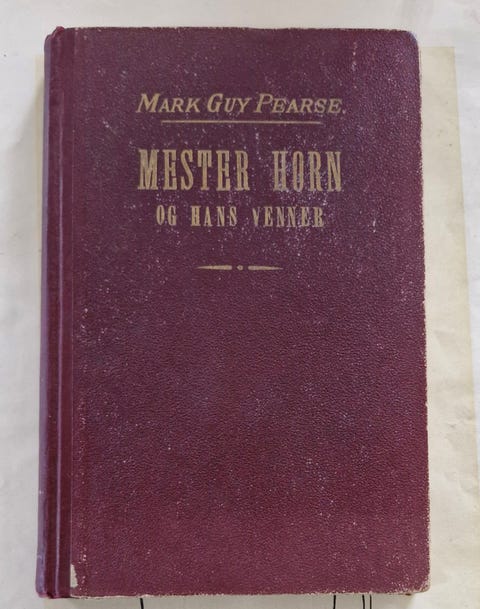 MARK GUY PEARSE.
MESTER HORN
OG HANS VENNER